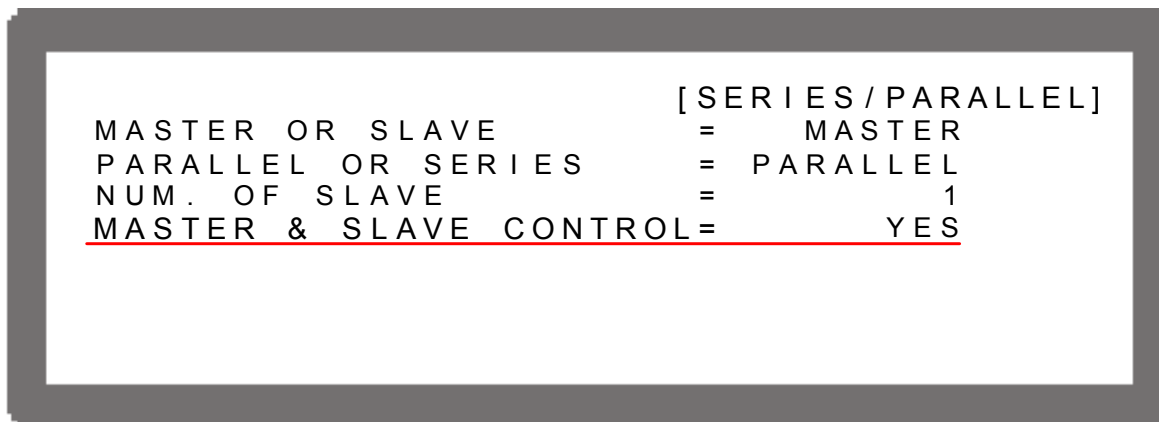 [SERIES/PARALLEL]
MASTER OR SLAVE = MASTER
PARALLEL OR SERIES = PARALLEL
NUM. OF SLAVE = 1
MASTER & SLAVE CONTROL= YES